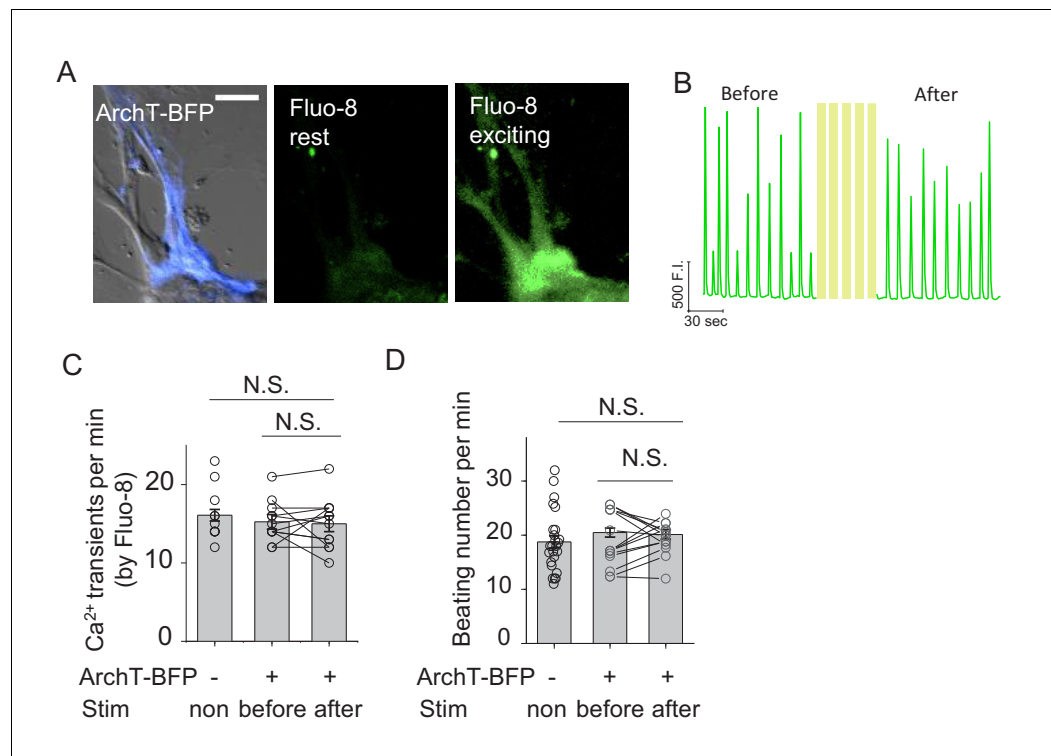 A
ArchT-BFP
Fluo-8
rest
Fluo-8
exciting
B
Before
After
500 F.I.
30 sec
C
N.S.
N.S.
Ca²⁺ transients per min
(by Fluo-8)
20
10
0
ArchT-BFP - + +
Stim non before after
D
N.S.
N.S.
Beating number per min
30
20
10
0
ArchT-BFP - + +
Stim non before after